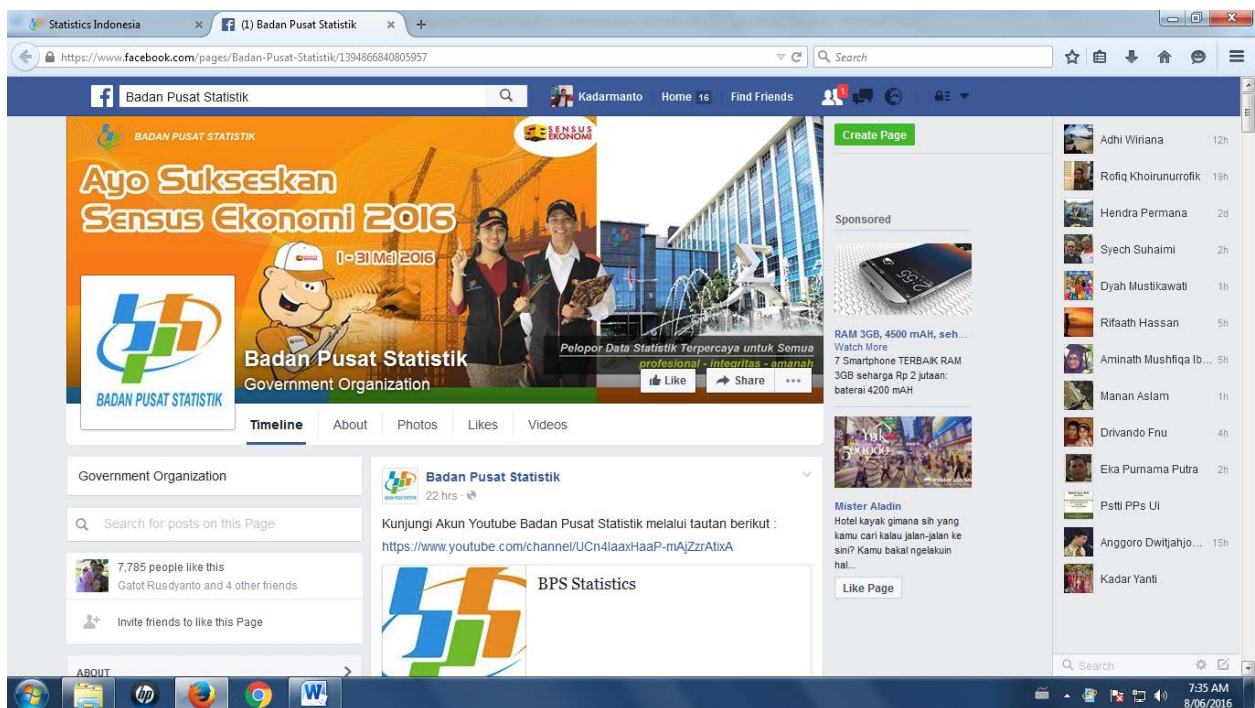 Statistics Indonesia
(1) Badan Pusat Statistik
https://www.facebook.com/pages/Badan-Pusat-Statistik/1394866840805957
Search
Badan Pusat Statistik
Kadarmanto
Home 16
Find Friends
1
BADAN PUSAT STATISTIK
SENSUS
EKONOMI
Ayo Sukseskan
Sensus Ekonomi 2016
1-31 Mei 2016
BADAN PUSAT STATISTIK
Badan Pusat Statistik
Government Organization
Pelopor Data Statistik Terpercaya untuk Semua
profesional - integritas - amanah
Like
Share
Timeline
About
Photos
Likes
Videos
Government Organization
Search for posts on this Page
7,785 people like this
Gatot Rusdyanto and 4 other friends
Invite friends to like this Page
ABOUT
Badan Pusat Statistik
22 hrs
Kunjungi Akun Youtube Badan Pusat Statistik melalui tautan berikut :
https://www.youtube.com/channel/UCn4laaxHaaP-mAjZzrAtixA
BPS Statistics
Create Page
Sponsored
2:55
RAM 3GB, 4500 mAH, seh...
Watch More
7 Smartphone TERBAIK RAM
3GB seharga Rp 2 jutaan:
baterai 4200 mAH
Yuk
500,000
Mister Aladin
Hotel kayak gimana sih yang
kamu cari kalau jalan-jalan ke
sini? Kamu bakal ngelakuin
hal...
Like Page
Adhi Wiriana 12h
Rofiq Khoirunurrofik 19h
Hendra Permana 2d
Syech Suhaimi 2h
Dyah Mustikawati 1h
Rifaath Hassan 5h
Aminath Mushfiqa Ib... 5h
Manan Aslam 1h
Drivando Fnu 4h
Eka Purnama Putra 2h
Pstti PPs Ui
Anggoro Dwitjahjo... 15h
Kadar Yanti
Search
7:35 AM
8/06/2016